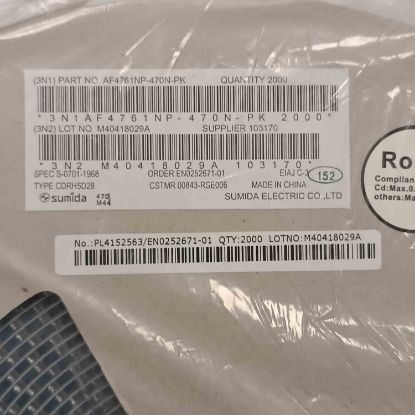 (3N1) PART NO. AF4761NP-470N-PK QUANTITY 2000
*3N1AF4761NP-470N-PK 2000*
(3N2) LOT NO. M40418029A SUPPLIER 103170
*3N2 M40418029A 103170*
SPEC S-0701-1968 ORDER EN0252671-01 EIAJ C-3
TYPE CDRH5D28 CSTMR 00843-RSE006 MADE IN CHINA
152
sumida 470 M44 SUMIDA ELECTRIC CO.,LTD
No.:PL4152563/EN0252671-01 QTY:2000 LOTNO:M40418029A
Ro
Complian
Cd:Max.0.
others:Ma